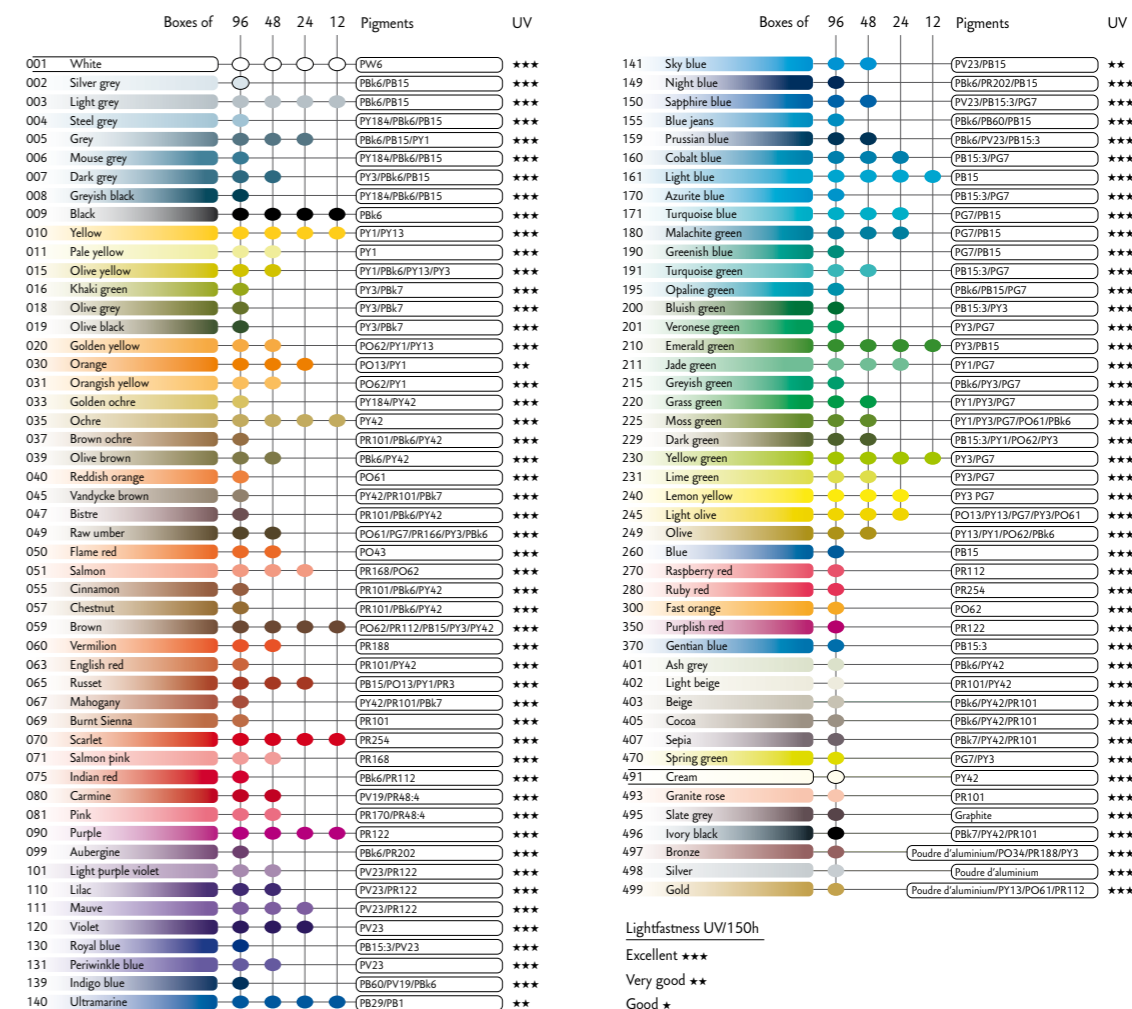 Boxes of 96 48 24 12 Pigments UV
001 White PW6 ★★★
002 Silver grey PBk6/PB15 ★★★
003 Light grey PBk6/PB15 ★★★
004 Steel grey PY184/PBk6/PB15 ★★★
005 Grey PBk6/PB15/PY1 ★★★
006 Mouse grey PY184/PBk6/PB15 ★★★
007 Dark grey PY3/PBk6/PB15 ★★★
008 Greyish black PY184/PBk6/PB15 ★★★
009 Black PBk6 ★★★
010 Yellow PY1/PY13 ★★★
011 Pale yellow PY1 ★★★
015 Olive yellow PY1/PBk6/PY13/PY3 ★★★
016 Khaki green PY3/PBk7 ★★★
018 Olive grey PY3/PBk7 ★★★
019 Olive black PY3/PBk7 ★★★
020 Golden yellow PO62/PY1/PY13 ★★★
030 Orange PO13/PY1 ★★
031 Orangish yellow PO62/PY1 ★★★
033 Golden ochre PY184/PY42 ★★★
035 Ochre PY42 ★★★
037 Brown ochre PR101/PBk6/PY42 ★★★
039 Olive brown PBk6/PY42 ★★★
040 Reddish orange PO61 ★★★
045 Vandycke brown PY42/PR101/PBk7 ★★★
047 Bistre PR101/PBk6/PY42 ★★★
049 Raw umber PO61/PG7/PR166/PY3/PBk6 ★★★
050 Flame red PO43 ★★★
051 Salmon PR168/PO62 ★★★
055 Cinnamon PR101/PBk6/PY42 ★★★
057 Chestnut PR101/PBk6/PY42 ★★★
059 Brown PO62/PR112/PB15/PY3/PY42 ★★★
060 Vermilion PR188 ★★★
063 English red PR101/PY42 ★★★
065 Russet PB15/PO13/PY1/PR3 ★★★
067 Mahogany PY42/PR101/PBk7 ★★★
069 Burnt Sienna PR101 ★★★
070 Scarlet PR254 ★★★
071 Salmon pink PR168 ★★★
075 Indian red PBk6/PR112 ★★★
080 Carmine PV19/PR48:4 ★★★
081 Pink PR170/PR48:4 ★★★
090 Purple PR122 ★★★
099 Aubergine PBk6/PR202 ★★★
101 Light purple violet PV23/PR122 ★★★
110 Lilac PV23/PR122 ★★★
111 Mauve PV23/PR122 ★★★
120 Violet PV23 ★★★
130 Royal blue PB15:3/PV23 ★★★
131 Periwinkle blue PV23 ★★★
139 Indigo blue PB60/PV19/PBk6 ★★★
140 Ultramarine PB29/PB1 ★★
Boxes of 96 48 24 12 Pigments UV
141 Sky blue PV23/PB15 ★★
149 Night blue PBk6/PR202/PB15 ★★★
150 Sapphire blue PV23/PB15:3/PG7 ★★★
155 Blue jeans PBk6/PB60/PB15 ★★★
159 Prussian blue PBk6/PV23/PB15:3 ★★★
160 Cobalt blue PB15:3/PG7 ★★★
161 Light blue PB15 ★★★
170 Azurite blue PB15:3/PG7 ★★★
171 Turquoise blue PG7/PB15 ★★★
180 Malachite green PG7/PB15 ★★★
190 Greenish blue PG7/PB15 ★★★
191 Turquoise green PB15:3/PG7 ★★★
195 Opaline green PBk6/PB15/PG7 ★★★
200 Bluish green PB15:3/PY3 ★★★
201 Veronese green PY3/PG7 ★★★
210 Emerald green PY3/PB15 ★★★
211 Jade green PY1/PG7 ★★★
215 Greyish green PBk6/PY3/PG7 ★★★
220 Grass green PY1/PY3/PG7 ★★★
225 Moss green PY1/PY3/PG7/PO61/PBk6 ★★★
229 Dark green PB15:3/PY1/PO62/PY3 ★★★
230 Yellow green PY3/PG7 ★★★
231 Lime green PY3/PG7 ★★★
240 Lemon yellow PY3 PG7 ★★★
245 Light olive PO13/PY13/PG7/PY3/PO61 ★★★
249 Olive PY13/PY1/PO62/PBk6 ★★★
260 Blue PB15 ★★★
270 Raspberry red PR112 ★★★
280 Ruby red PR254 ★★★
300 Fast orange PO62 ★★★
350 Purplish red PR122 ★★★
370 Gentian blue PB15:3 ★★★
401 Ash grey PBk6/PY42 ★★★
402 Light beige PR101/PY42 ★★★
403 Beige PBk6/PY42/PR101 ★★★
405 Cocoa PBk6/PY42/PR101 ★★★
407 Sepia PBk7/PY42/PR101 ★★★
470 Spring green PG7/PY3 ★★★
491 Cream PY42 ★★★
493 Granite rose PR101 ★★★
495 Slate grey Graphite ★★★
496 Ivory black PBk7/PY42/PR101 ★★★
497 Bronze Poudre d'aluminium/PO34/PR188/PY3 ★★★
498 Silver Poudre d'aluminium ★★★
499 Gold Poudre d'aluminium/PY13/PO61/PR112 ★★★
Lightfastness UV/150h
Excellent ★★★
Very good ★★
Good ★